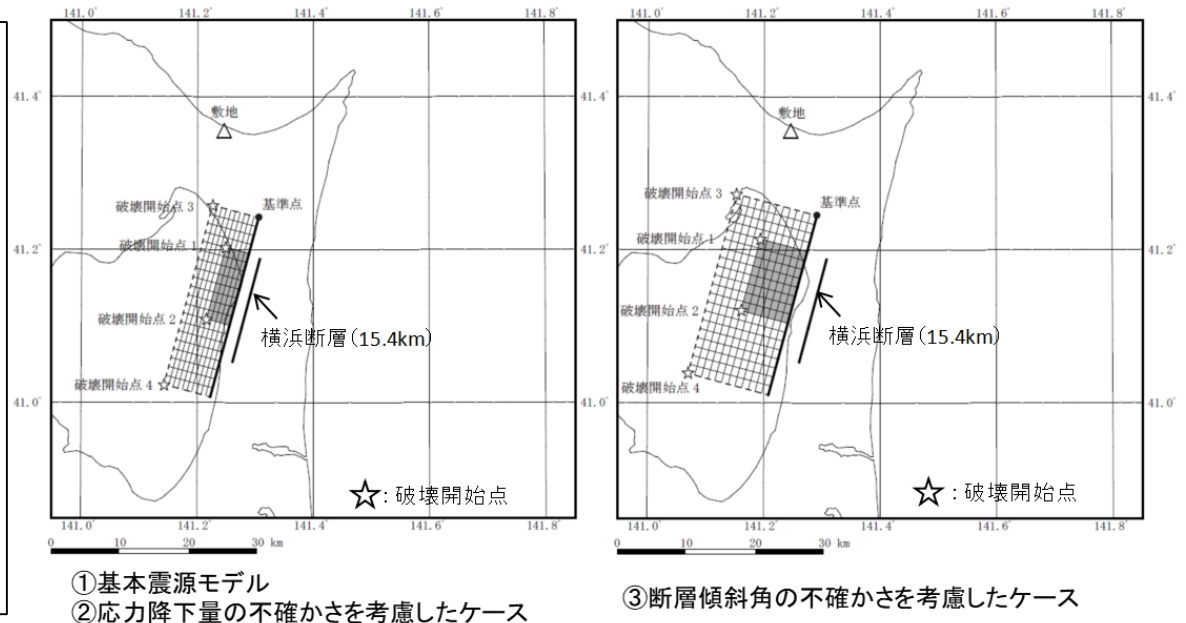 141.0°
141.2°
141.4°
141.6°
141.8°
41.4°
敷地
破壊開始点 3
基準点
41.2°
破壊開始点 1
破壊開始点 2
横浜断層(15.4km)
破壊開始点 4
41.0°
☆: 破壊開始点
141.0°
141.2°
141.4°
141.6°
141.8°
0 10 20 30 km
①基本震源モデル
②応力降下量の不確かさを考慮したケース
141.0°
141.2°
141.4°
141.6°
141.8°
41.4°
41.4°
敷地
破壊開始点 3
基準点
破壊開始点 1
41.2°
41.2°
破壊開始点 2
横浜断層(15.4km)
破壊開始点 4
41.0°
41.0°
☆: 破壊開始点
141.0°
141.2°
141.4°
141.6°
141.8°
0 10 20 30 km
③断層傾斜角の不確かさを考慮したケース